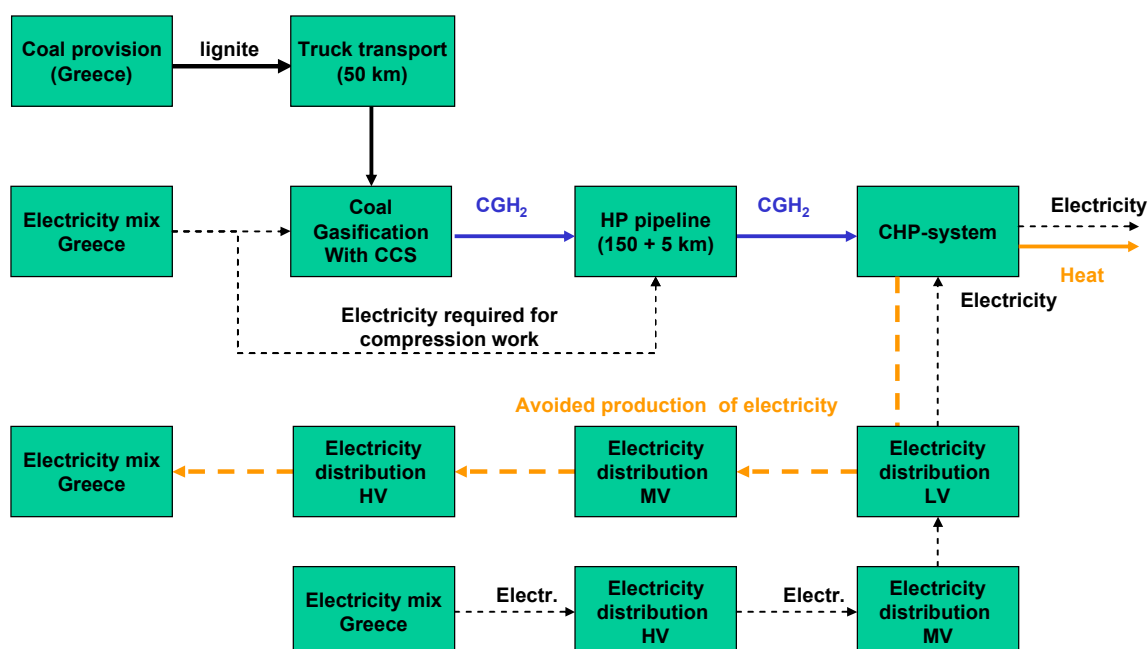 Coal provision
(Greece)
lignite
Truck transport
(50 km)
Electricity mix
Greece
Coal
Gasification
With CCS
CGH₂
HP pipeline
(150 + 5 km)
CGH₂
CHP-system
Electricity
Heat
Electricity
Electricity required for
compression work
Avoided production of electricity
Electricity mix
Greece
Electricity
distribution
HV
Electricity
distribution
MV
Electricity
distribution
LV
Electricity mix
Greece
Electr.
Electricity
distribution
HV
Electr.
Electricity
distribution
MV